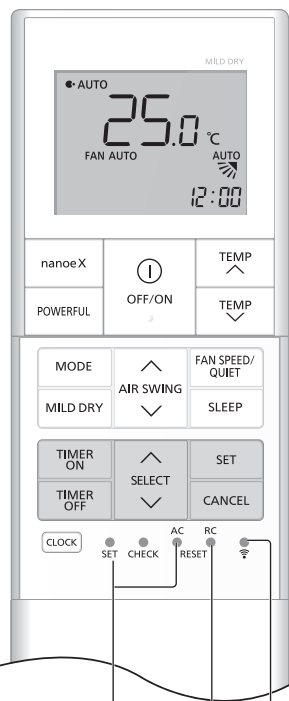 MILD DRY
AUTO
25.0 °C
FAN AUTO
AUTO
12:00
nanoe X
OFF/ON
TEMP
POWERFUL
TEMP
MODE
AIR SWING
FAN SPEED/
QUIET
MILD DRY
SLEEP
TIMER
ON
SELECT
SET
TIMER
OFF
CANCEL
CLOCK
SET
CHECK
AC
RC
RESET